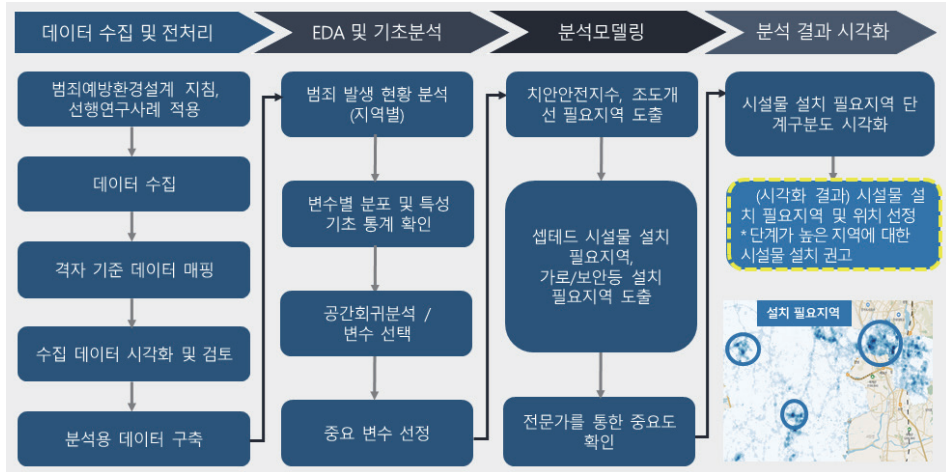 데이터 수집 및 전처리
EDA 및 기초분석
분석모델링
분석 결과 시각화
범죄예방환경설계 지침,
선행연구사례 적용
데이터 수집
격자 기준 데이터 매핑
수집 데이터 시각화 및 검토
분석용 데이터 구축
범죄 발생 현황 분석
(지역별)
변수별 분포 및 특성
기초 통계 확인
공간회귀분석 /
변수 선택
중요 변수 선정
치안안전지수, 조도개
선 필요지역 도출
셉테드 시설물 설치
필요지역,
가로/보안등 설치
필요지역 도출
전문가를 통한 중요도
확인
시설물 설치 필요지역 단
계구분도 시각화
(시각화 결과) 시설물 설
치 필요지역 및 위치 선정
* 단계가 높은 지역에 대한
시설물 설치 권고
설치 필요지역